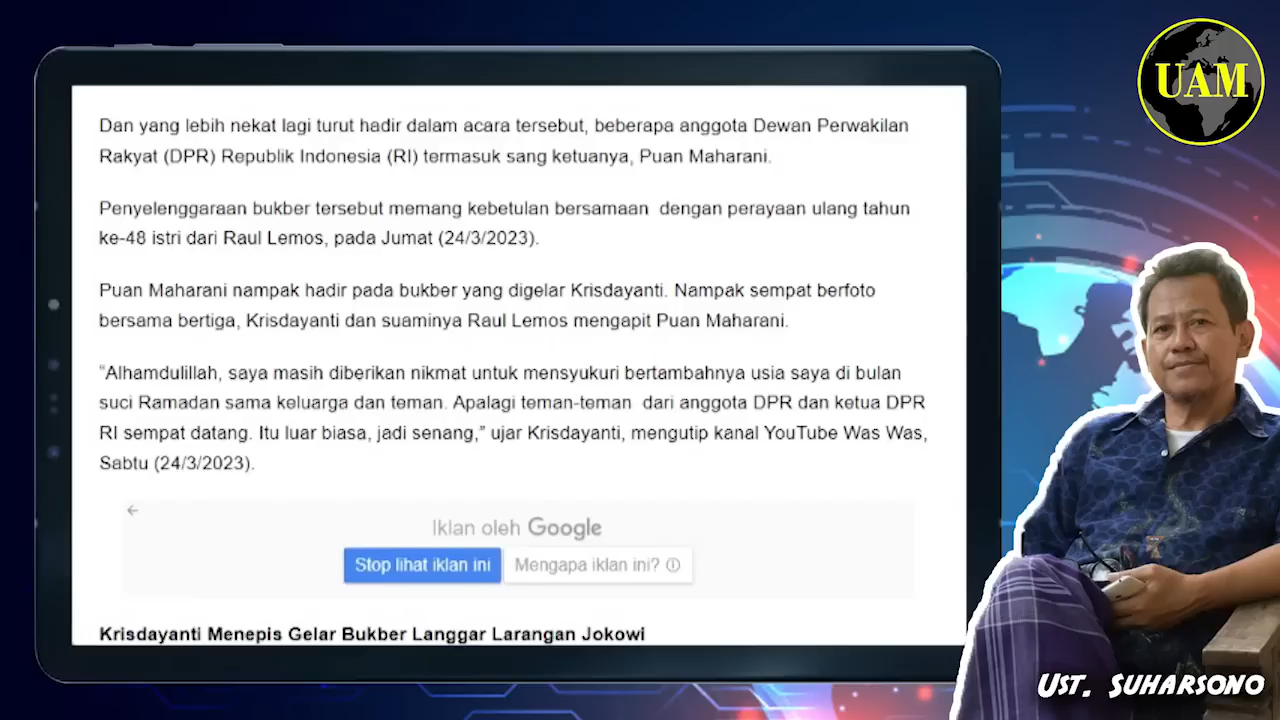 UAM
Dan yang lebih nekat lagi turut hadir dalam acara tersebut, beberapa anggota Dewan Perwakilan
Rakyat (DPR) Republik Indonesia (RI) termasuk sang ketuanya, Puan Maharani.
Penyelenggaraan bukber tersebut memang kebetulan bersamaan dengan perayaan ulang tahun
ke-48 istri dari Raul Lemos, pada Jumat (24/3/2023).
Puan Maharani nampak hadir pada bukber yang digelar Krisdayanti. Nampak sempat berfoto
bersama bertiga, Krisdayanti dan suaminya Raul Lemos mengapit Puan Maharani.
“Alhamdulillah, saya masih diberikan nikmat untuk mensyukuri bertambahnya usia saya di bulan
suci Ramadan sama keluarga dan teman. Apalagi teman-teman dari anggota DPR dan ketua DPR
RI sempat datang. Itu luar biasa, jadi senang,” ujar Krisdayanti, mengutip kanal YouTube Was Was,
Sabtu (24/3/2023).
Iklan oleh Google
Stop lihat iklan ini
Mengapa iklan ini?
Krisdayanti Menepis Gelar Bukber Langgar Larangan Jokowi
UST. SUHARSONO